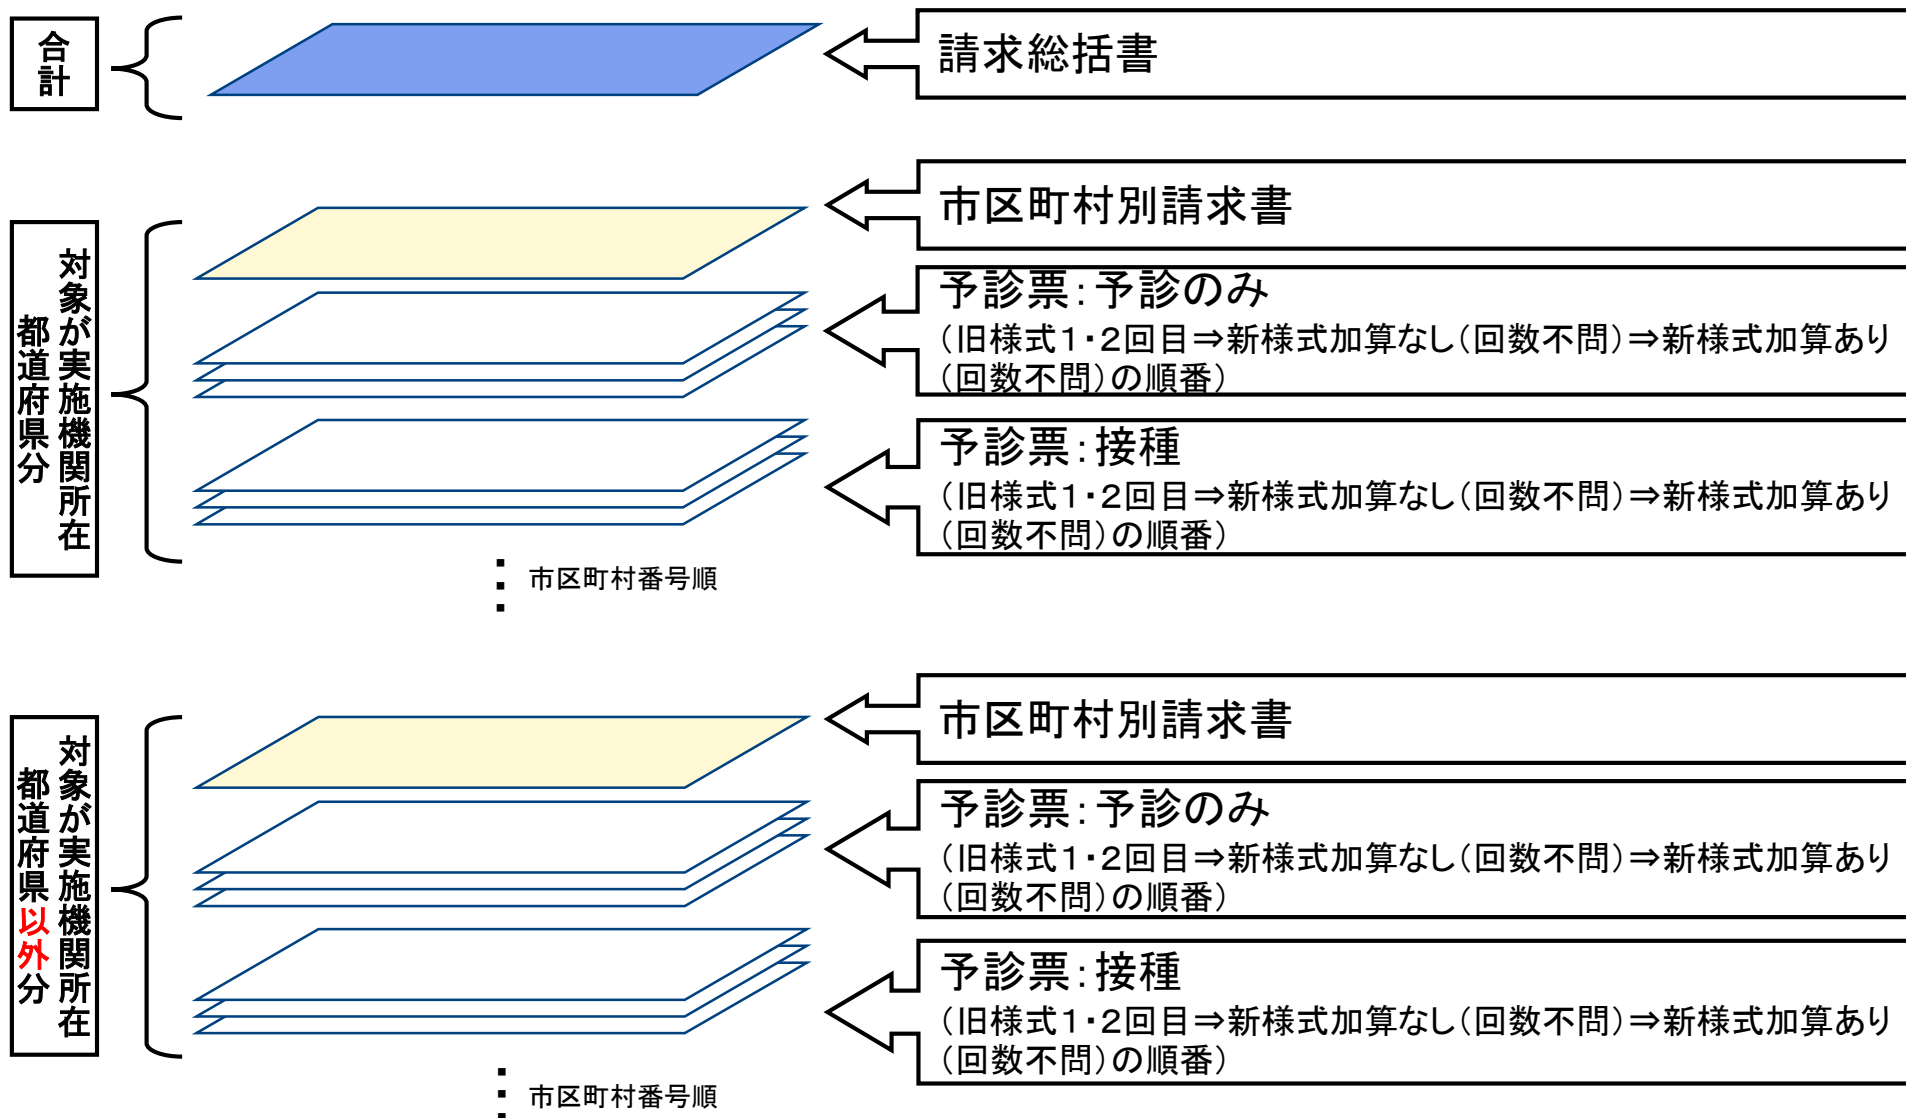 合計
請求総括書
対象が実施機関所在
都道府県分
市区町村別請求書
予診票：予診のみ
（旧様式１・２回目⇒新様式加算なし（回数不問）⇒新様式加算あり
（回数不問）の順番）
予診票：接種
（旧様式１・２回目⇒新様式加算なし（回数不問）⇒新様式加算あり
（回数不問）の順番）
市区町村番号順
対象が実施機関所在
都道府県以外分
市区町村別請求書
予診票：予診のみ
（旧様式１・２回目⇒新様式加算なし（回数不問）⇒新様式加算あり
（回数不問）の順番）
予診票：接種
（旧様式１・２回目⇒新様式加算なし（回数不問）⇒新様式加算あり
（回数不問）の順番）
市区町村番号順